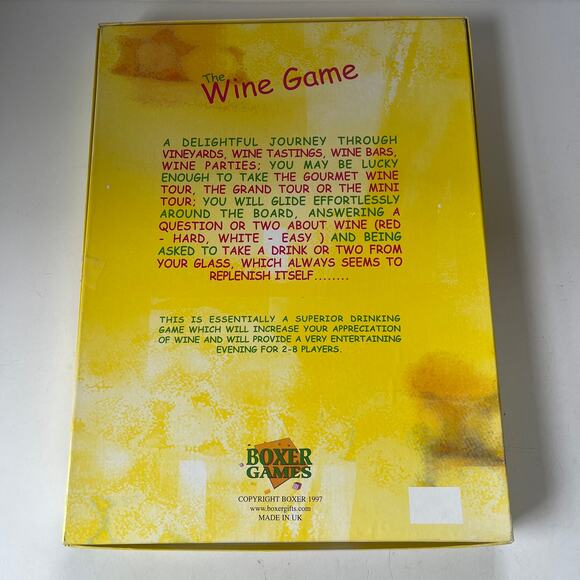 The
Wine Game
A DELIGHTFUL JOURNEY THROUGH
VINEYARDS, WINE TASTINGS, WINE BARS,
WINE PARTIES; YOU MAY BE LUCKY
ENOUGH TO TAKE THE GOURMET WINE
TOUR, THE GRAND TOUR OR THE MINI
TOUR; YOU WILL GLIDE EFFORTLESSLY
AROUND THE BOARD, ANSWERING A
QUESTION OR TWO ABOUT WINE (RED
- HARD, WHITE - EASY ) AND BEING
ASKED TO TAKE A DRINK OR TWO FROM
YOUR GLASS, WHICH ALWAYS SEEMS TO
REPLENISH ITSELF........
THIS IS ESSENTIALLY A SUPERIOR DRINKING
GAME WHICH WILL INCREASE YOUR APPRECIATION
OF WINE AND WILL PROVIDE A VERY ENTERTAINING
EVENING FOR 2-8 PLAYERS.
BOXER
GAMES
COPYRIGHT BOXER 1997
www.boxergifts.com
MADE IN UK